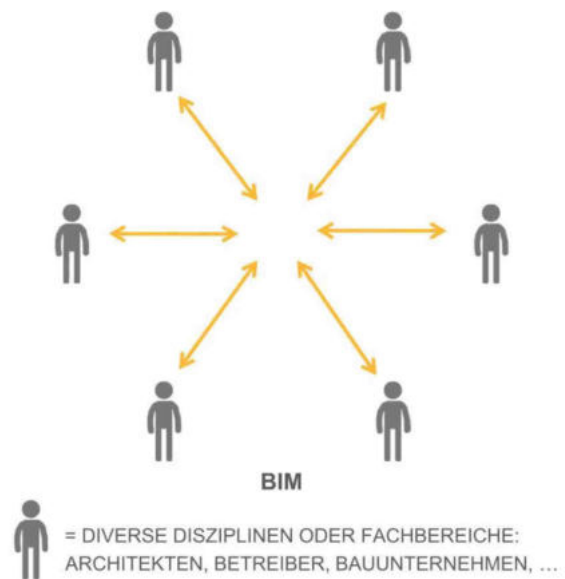 BIM
= DIVERSE DISZIPLINEN ODER FACHBEREICHE:
ARCHITEKTEN, BETREIBER, BAUUNTERNEHMEN, ...